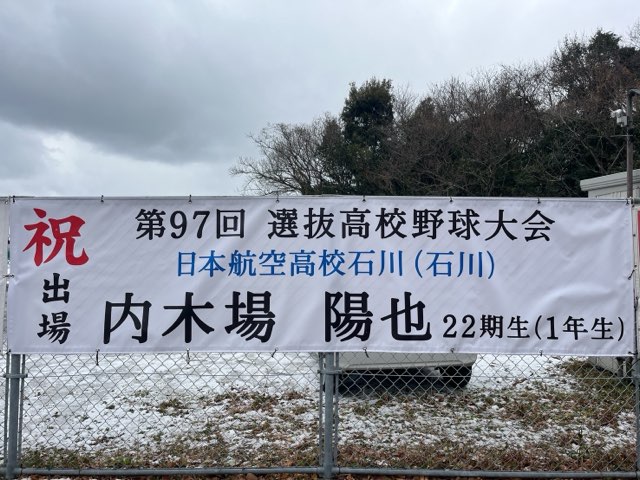 祝
出場
第97回 選抜高校野球大会
日本航空高校石川(石川)
内木場 陽也 22期生(1年生)